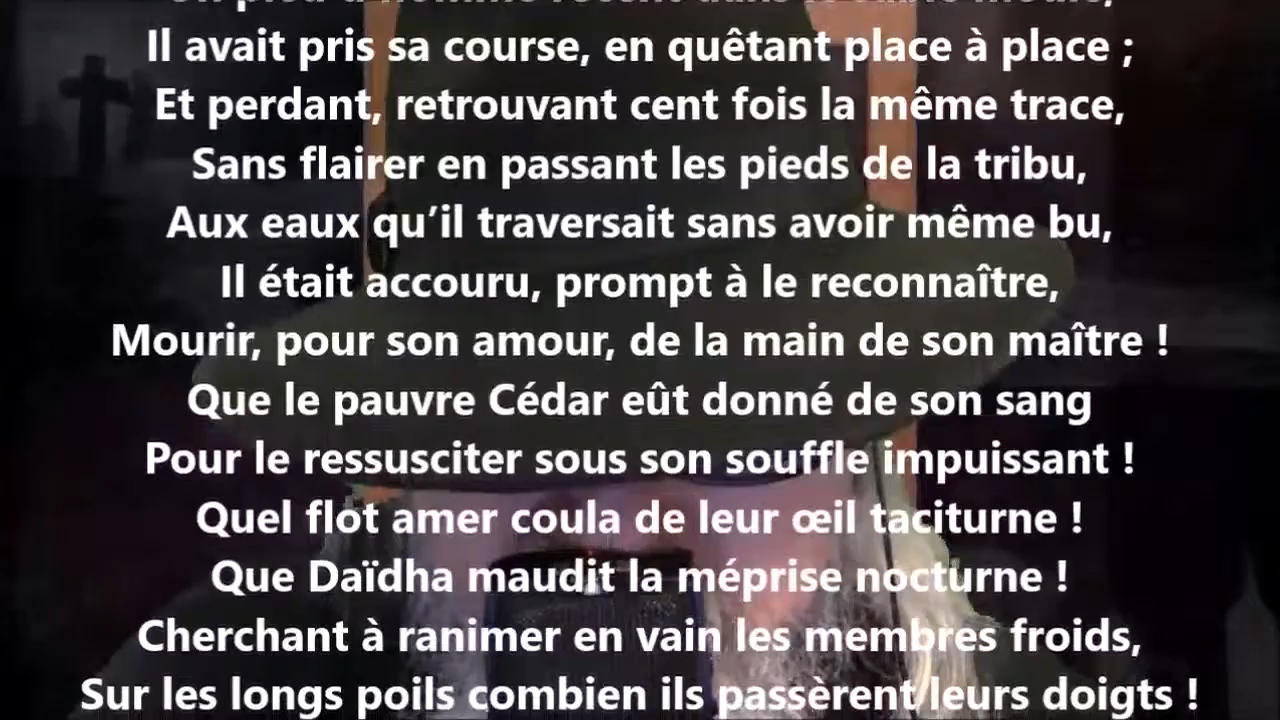 Il avait pris sa course, en quêtant place à place ;
Et perdant, retrouvant cent fois la même trace,
Sans flairer en passant les pieds de la tribu,
Aux eaux qu’il traversait sans avoir même bu,
Il était accouru, prompt à le reconnaître,
Mourir, pour son amour, de la main de son maître !
Que le pauvre Cédar eût donné de son sang
Pour le ressusciter sous son souffle impuissant !
Quel flot amer coula de leur œil taciturne !
Que Daïdha maudit la méprise nocturne !
Cherchant à ranimer en vain les membres froids,
Sur les longs poils combien ils passèrent leurs doigts !